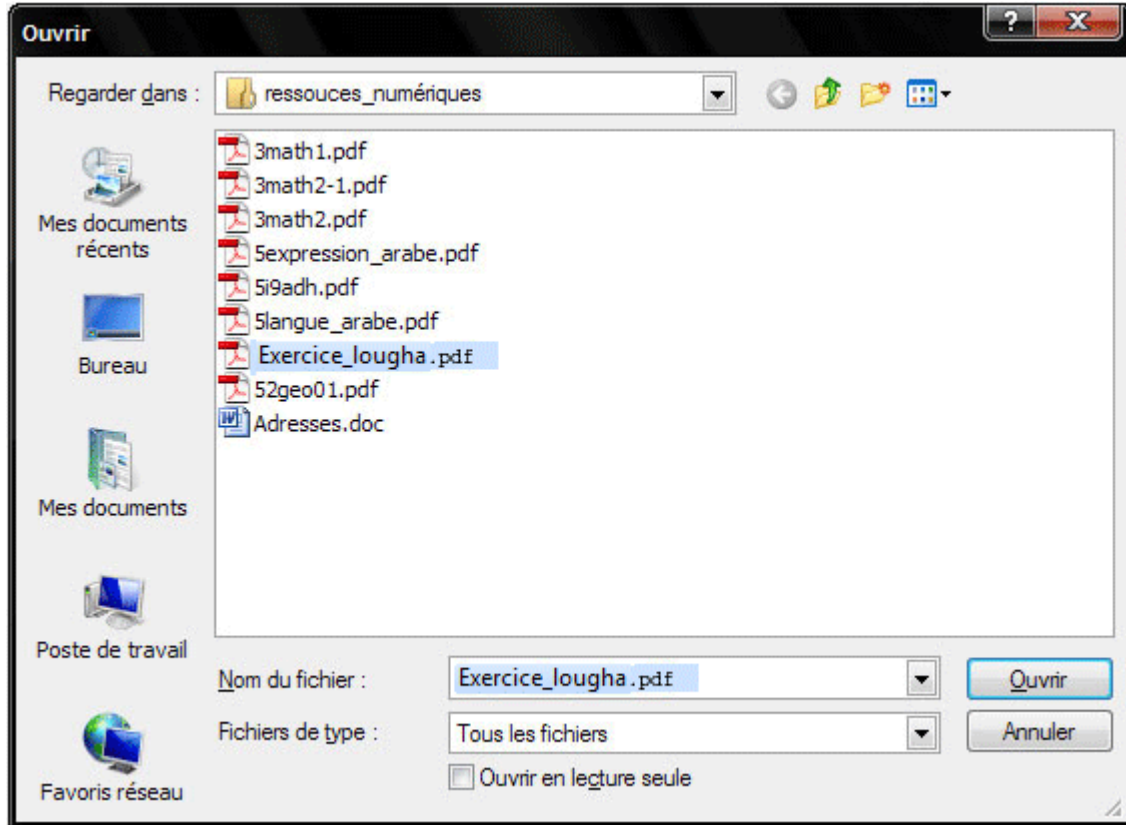 Ouvrir
?
X
Regarder dans :
ressouces_numériques
Mes documents
récents
Bureau
Mes documents
Poste de travail
Favoris réseau
3math1.pdf
3math2-1.pdf
3math2.pdf
5expression_arabe.pdf
5i9adh.pdf
5langue_arabe.pdf
Exercice_lougha.pdf
52geo01.pdf
Adresses.doc
Nom du fichier :
Exercice_lougha.pdf
Ouvrir
Fichiers de type :
Tous les fichiers
Annuler
Ouvrir en lecture seule